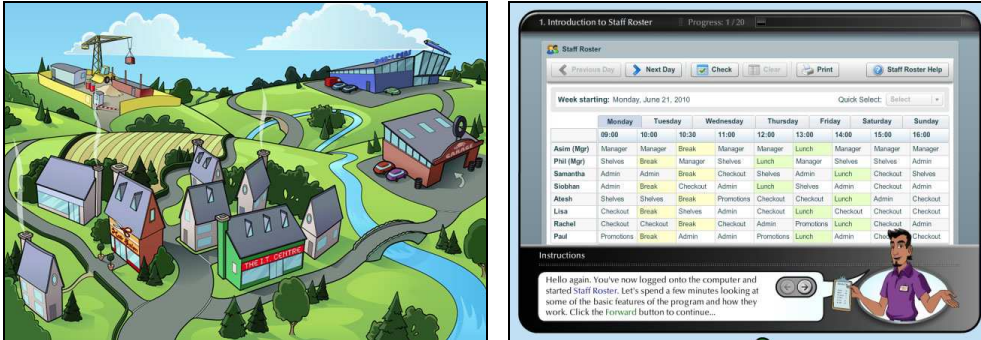 THE I.T. CENTRE
GARAGE
1. Introduction to Staff Roster Progress: 1 / 20
Staff Roster
Previous Day Next Day Check Clear Print Staff Roster Help
Week starting: Monday, June 21, 2010 Quick Select: Select
Monday Tuesday Wednesday Thursday Friday Saturday Sunday
09:00 10:00 10:30 11:00 12:00 13:00 14:00 15:00 16:00
Asim (Mgr) Manager Manager Break Manager Manager Lunch Manager Manager Manager
Phil (Mgr) Shelves Break Manager Shelves Lunch Manager Shelves Shelves Admin
Samantha Admin Admin Break Checkout Shelves Admin Lunch Checkout Shelves
Siobhan Admin Break Checkout Admin Lunch Shelves Admin Checkout Checkout
Atesh Shelves Shelves Break Promotions Checkout Checkout Lunch Admin Checkout
Lisa Checkout Break Shelves Admin Checkout Lunch Checkout Checkout Checkout
Rachel Checkout Checkout Break Checkout Admin Promotions Lunch Checkout Admin
Paul Promotions Break Admin Admin Promotions Lunch Admin Checkout
Instructions
Hello again. You've now logged onto the computer and
started Staff Roster. Let's spend a few minutes looking at
some of the basic features of the program and how they
work. Click the Forward button to continue...